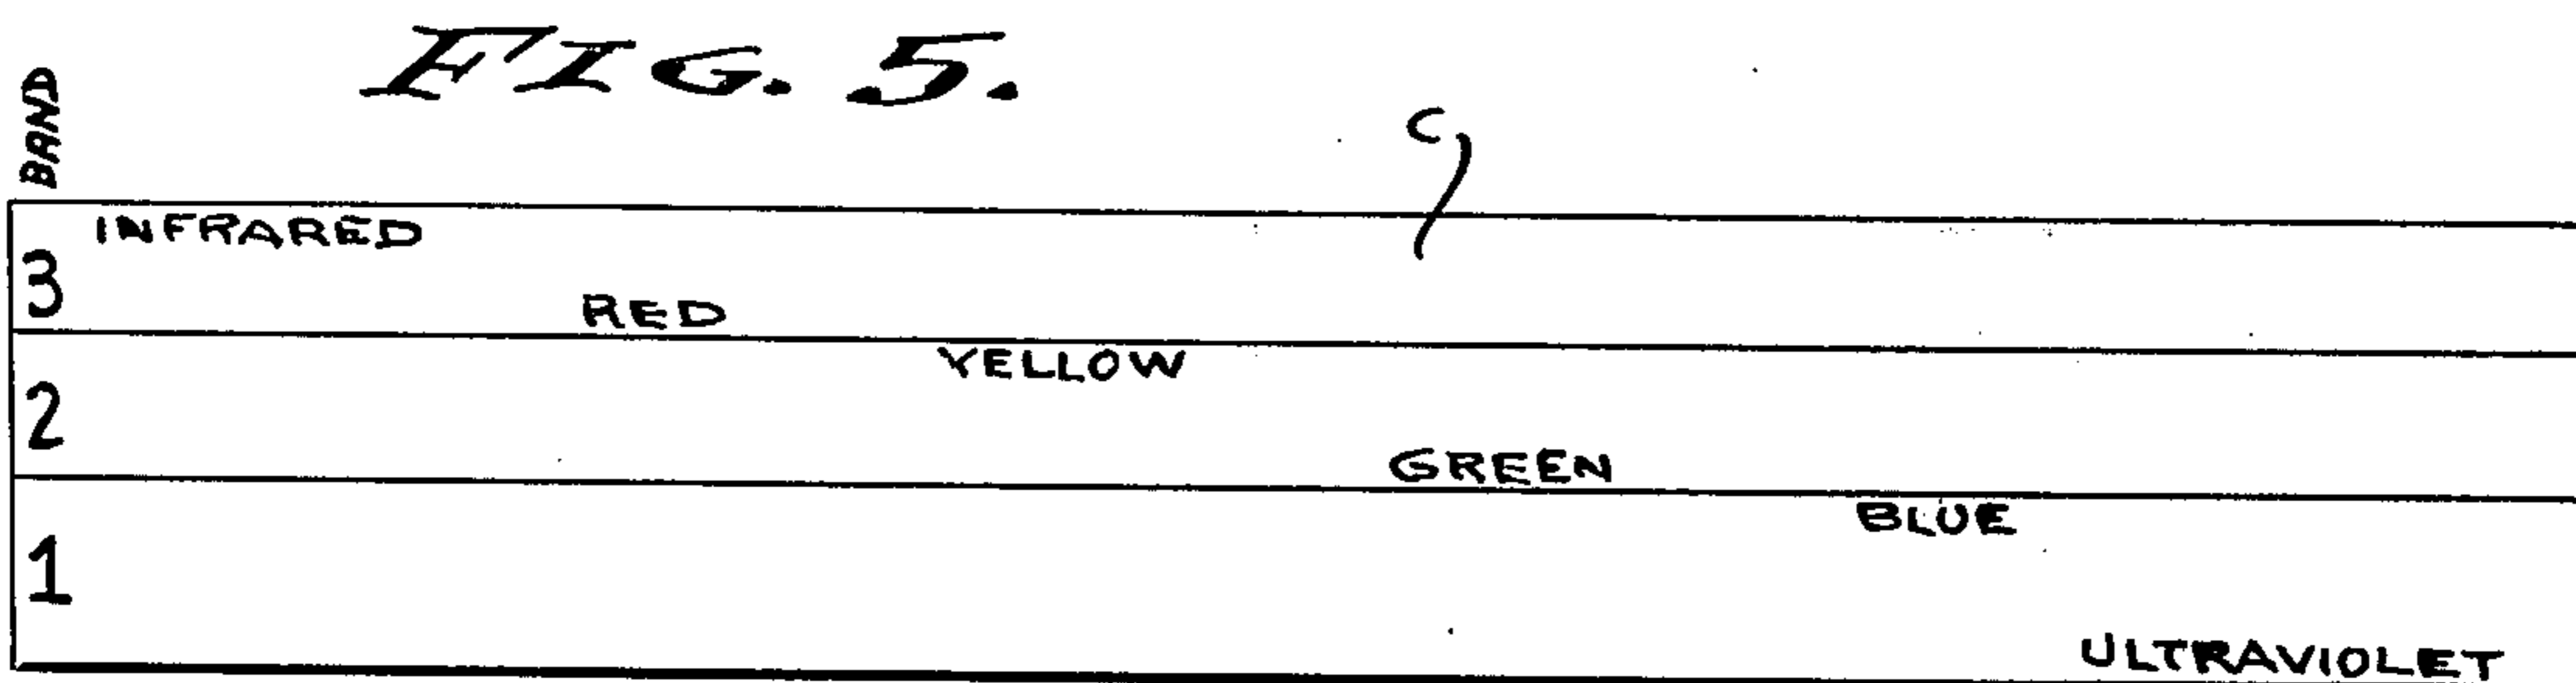 FIG. 5.
BAND
C
INFRARED
3
RED
YELLOW
2
GREEN
BLUE
1
ULTRAVIOLET